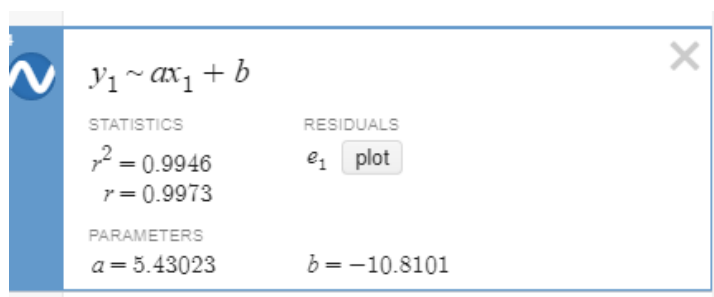 y₁ ~ ax₁ + b
STATISTICS RESIDUALS
r² = 0.9946 e₁ plot
r = 0.9973
PARAMETERS
a = 5.43023 b = −10.8101